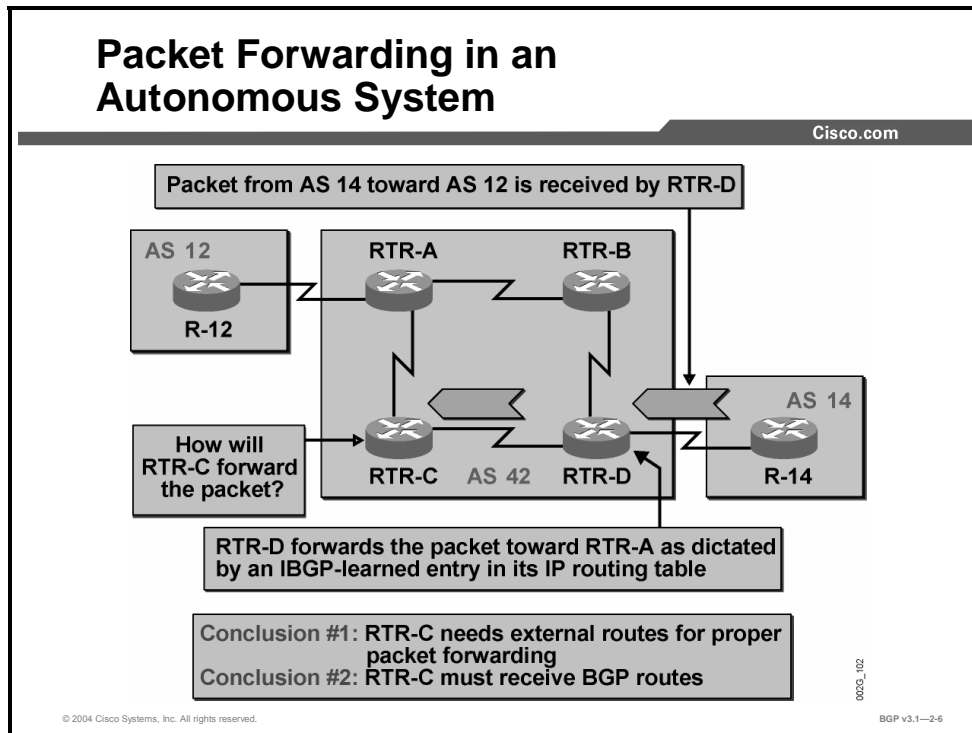 Packet Forwarding in an
Autonomous System
Cisco.com
Packet from AS 14 toward AS 12 is received by RTR-D
AS 12
R-12
RTR-A
RTR-B
AS 14
R-14
How will
RTR-C forward
the packet?
RTR-C
AS 42
RTR-D
RTR-D forwards the packet toward RTR-A as dictated
by an IBGP-learned entry in its IP routing table
Conclusion #1: RTR-C needs external routes for proper
packet forwarding
Conclusion #2: RTR-C must receive BGP routes
002G_102
© 2004 Cisco Systems, Inc. All rights reserved.
BGP v3.1—2-6